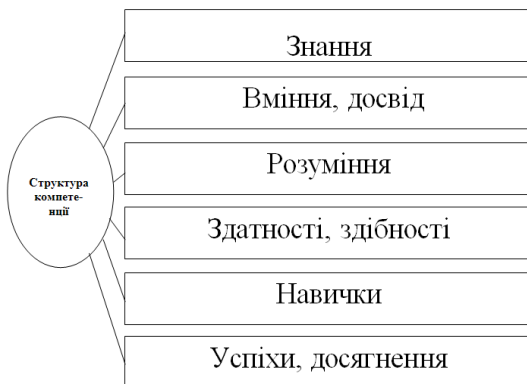 Структура
компете-
нції
Знання
Вміння, досвід
Розуміння
Здатності, здібності
Навички
Успіхи, досягнення